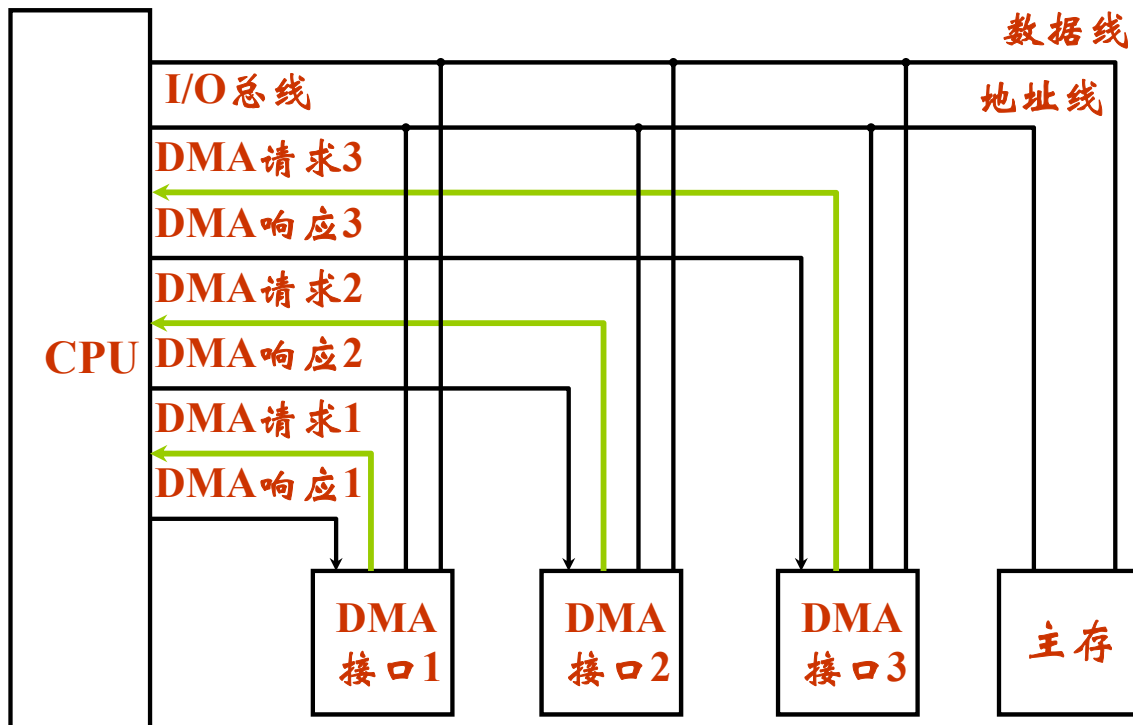 数据线
I/O总线
地址线
DMA请求3
DMA响应3
DMA请求2
CPU
DMA响应2
DMA请求1
DMA响应1
DMA
接口1
DMA
接口2
DMA
接口3
主存